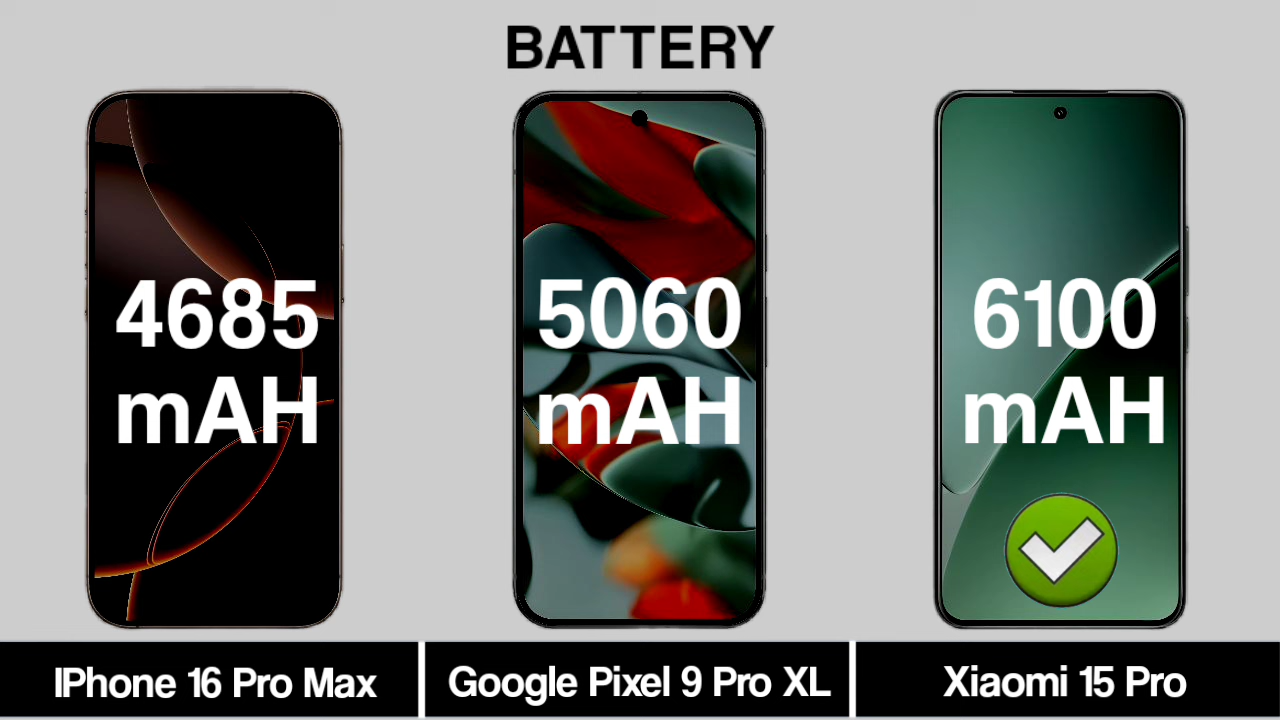 BATTERY
4685
mAH
5060
mAH
6100
mAH
IPhone 16 Pro Max
Google Pixel 9 Pro XL
Xiaomi 15 Pro